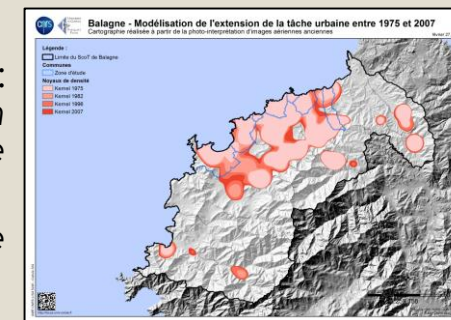 :
n
e
e
cnrs
Balagne - Modélisation de l'extension de la tâche urbaine entre 1975 et 2007
Cartographie réalisée à partir de la photo-interprétation d'images aériennes anciennes
Légende :
Limite du ScoT de Balagne
Communes
Zone d'étude
Noyaux de densité
Kernel 1975
Kernel 1982
Kernel 1996
Kernel 2007